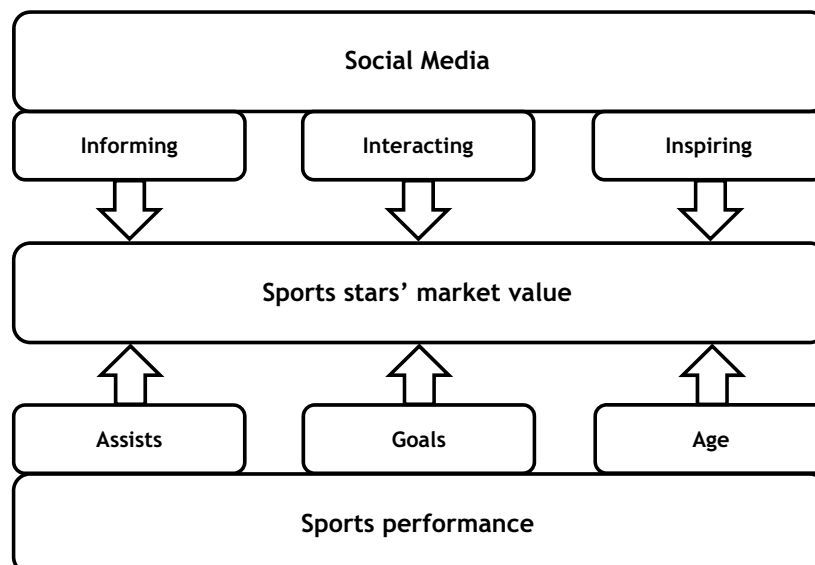 Social Media
Informing
Interacting
Inspiring
Sports stars’ market value
Assists
Goals
Age
Sports performance